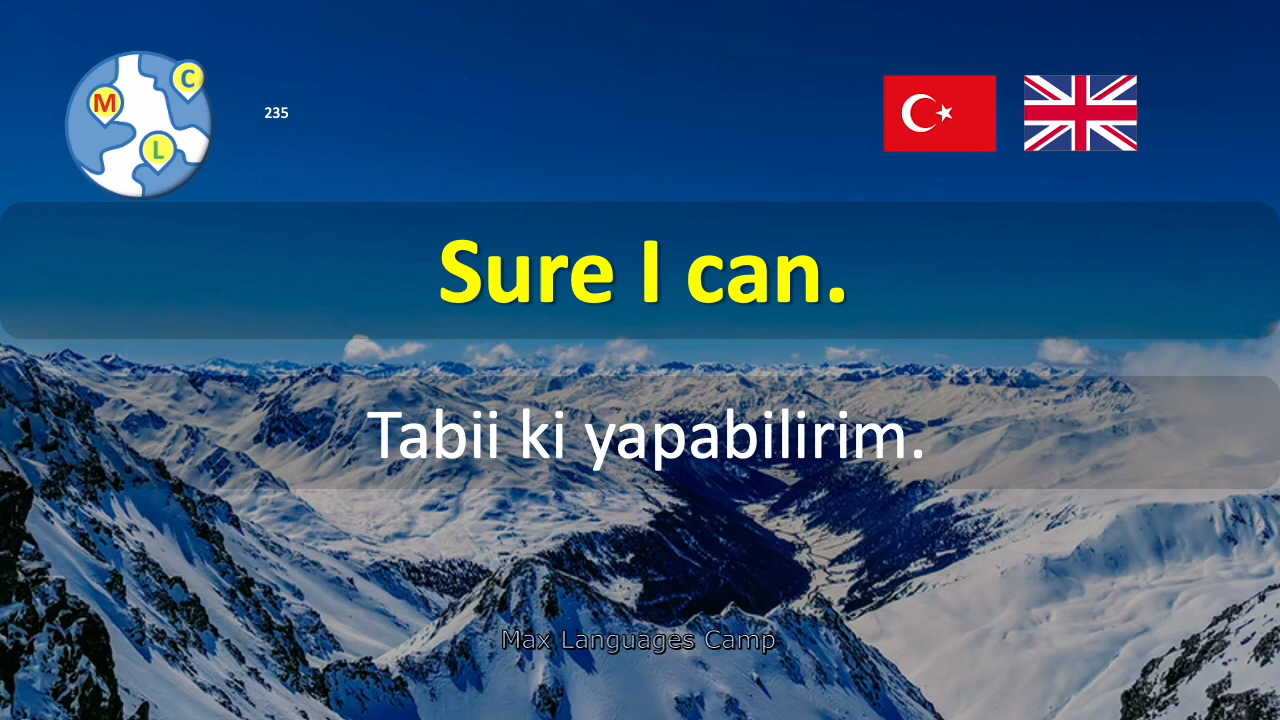 M
C
L
235
Sure I can.
Tabii ki yapabilirim.
Max Languages Camp